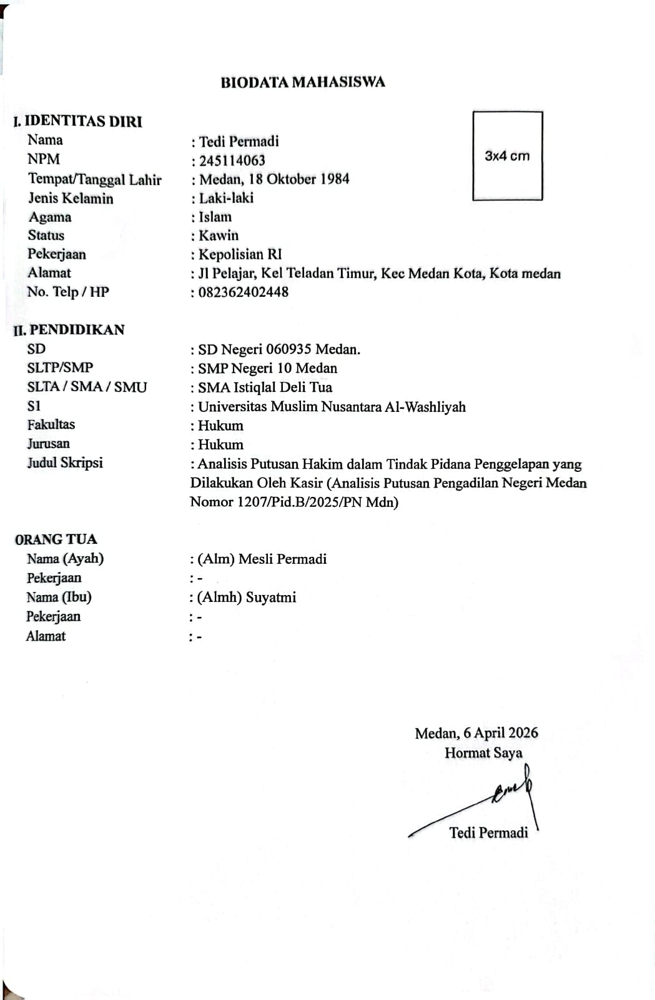 BIODATA MAHASISWA
I. IDENTITAS DIRI
3x4 cm
Nama : Tedi Permadi
NPM : 245114063
Tempat/Tanggal Lahir : Medan, 18 Oktober 1984
Jenis Kelamin : Laki-laki
Agama : Islam
Status : Kawin
Pekerjaan : Kepolisian RI
Alamat : Jl Pelajar, Kel Teladan Timur, Kec Medan Kota, Kota medan
No. Telp / HP : 082362402448
II. PENDIDIKAN
SD : SD Negeri 060935 Medan.
SLTP/SMP : SMP Negeri 10 Medan
SLTA / SMA / SMU : SMA Istiqlal Deli Tua
S1 : Universitas Muslim Nusantara Al-Washliyah
Fakultas : Hukum
Jurusan : Hukum
Judul Skripsi : Analisis Putusan Hakim dalam Tindak Pidana Penggelapan yang
Dilakukan Oleh Kasir (Analisis Putusan Pengadilan Negeri Medan
Nomor 1207/Pid.B/2025/PN Mdn)
ORANG TUA
Nama (Ayah) : (Alm) Mesli Permadi
Pekerjaan : -
Nama (Ibu) : (Almh) Suyatmi
Pekerjaan : -
Alamat : -
Medan, 6 April 2026
Hormat Saya
Tedi Permadi